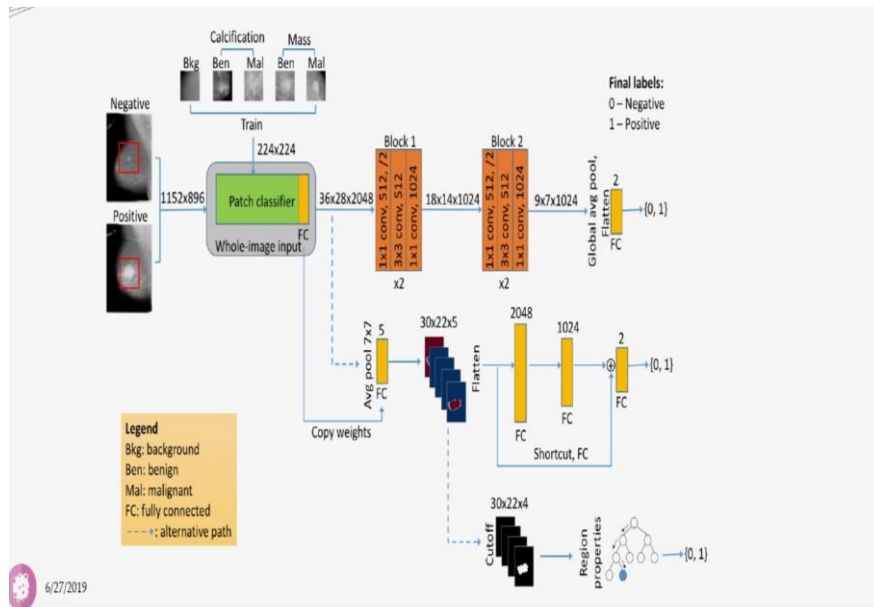 Calcification
Mass
Bkg
Ben
Mal
Ben
Mal
Final labels:
0 – Negative
1 – Positive
Negative
Train
224x224
Block 1
Block 2
1152x896
Patch classifier
36x28x2048
1x1 conv, 512, /2
3x3 conv, 512
1x1 conv, 1024
18x14x1024
1x1 conv, 512, /2
3x3 conv, 512
1x1 conv, 1024
9x7x1024
Global avg pool,
Flatten
2
{0, 1}
Positive
FC
Whole-image input
FC
x2
x2
30x22x5
2048
1024
5
2
Avg pool 7x7
FC
Flatten
{0, 1}
FC
FC
FC
Copy weights
Shortcut, FC
Legend
Bkg: background
Ben: benign
Mal: malignant
FC: fully connected
: alternative path
30x22x4
Cutoff
Region
properties
{0, 1}
6/27/2019